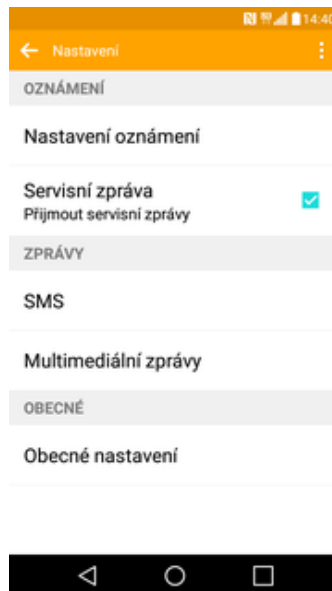 14:40
Nastavení
OZNÁMENÍ
Nastavení oznámení
Servisní zpráva
Přijmout servisní zprávy
ZPRÁVY
SMS
Multimediální zprávy
OBECNÉ
Obecné nastavení